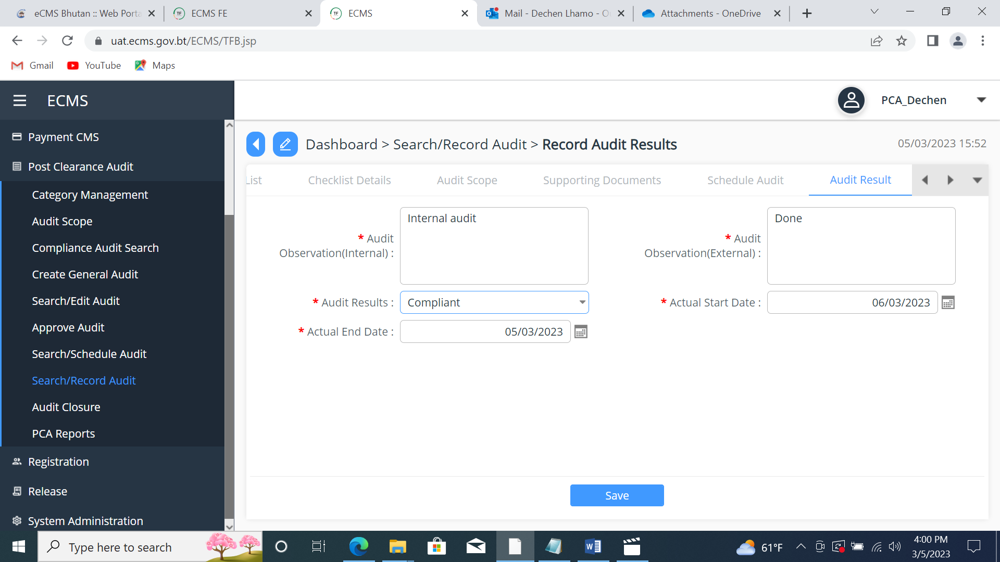 eCMS Bhutan :: Web Porta
ECMS FE
ECMS
Mail - Dechen Lhamo - O
Attachments - OneDrive
uat.ecms.gov.bt/ECMS/TFB.jsp
Gmail
YouTube
Maps
ECMS
PCA_Dechen
Payment CMS
Post Clearance Audit
Category Management
Audit Scope
Compliance Audit Search
Create General Audit
Search/Edit Audit
Approve Audit
Search/Schedule Audit
Search/Record Audit
Audit Closure
PCA Reports
Registration
Release
System Administration
Dashboard > Search/Record Audit > Record Audit Results
05/03/2023 15:52
List
Checklist Details
Audit Scope
Supporting Documents
Schedule Audit
Audit Result
* Audit
Observation(Internal) :
Internal audit
* Audit
Observation(External) :
Done
* Audit Results :
Compliant
* Actual Start Date :
06/03/2023
* Actual End Date :
05/03/2023
Save
Type here to search
61°F
4:00 PM
3/5/2023